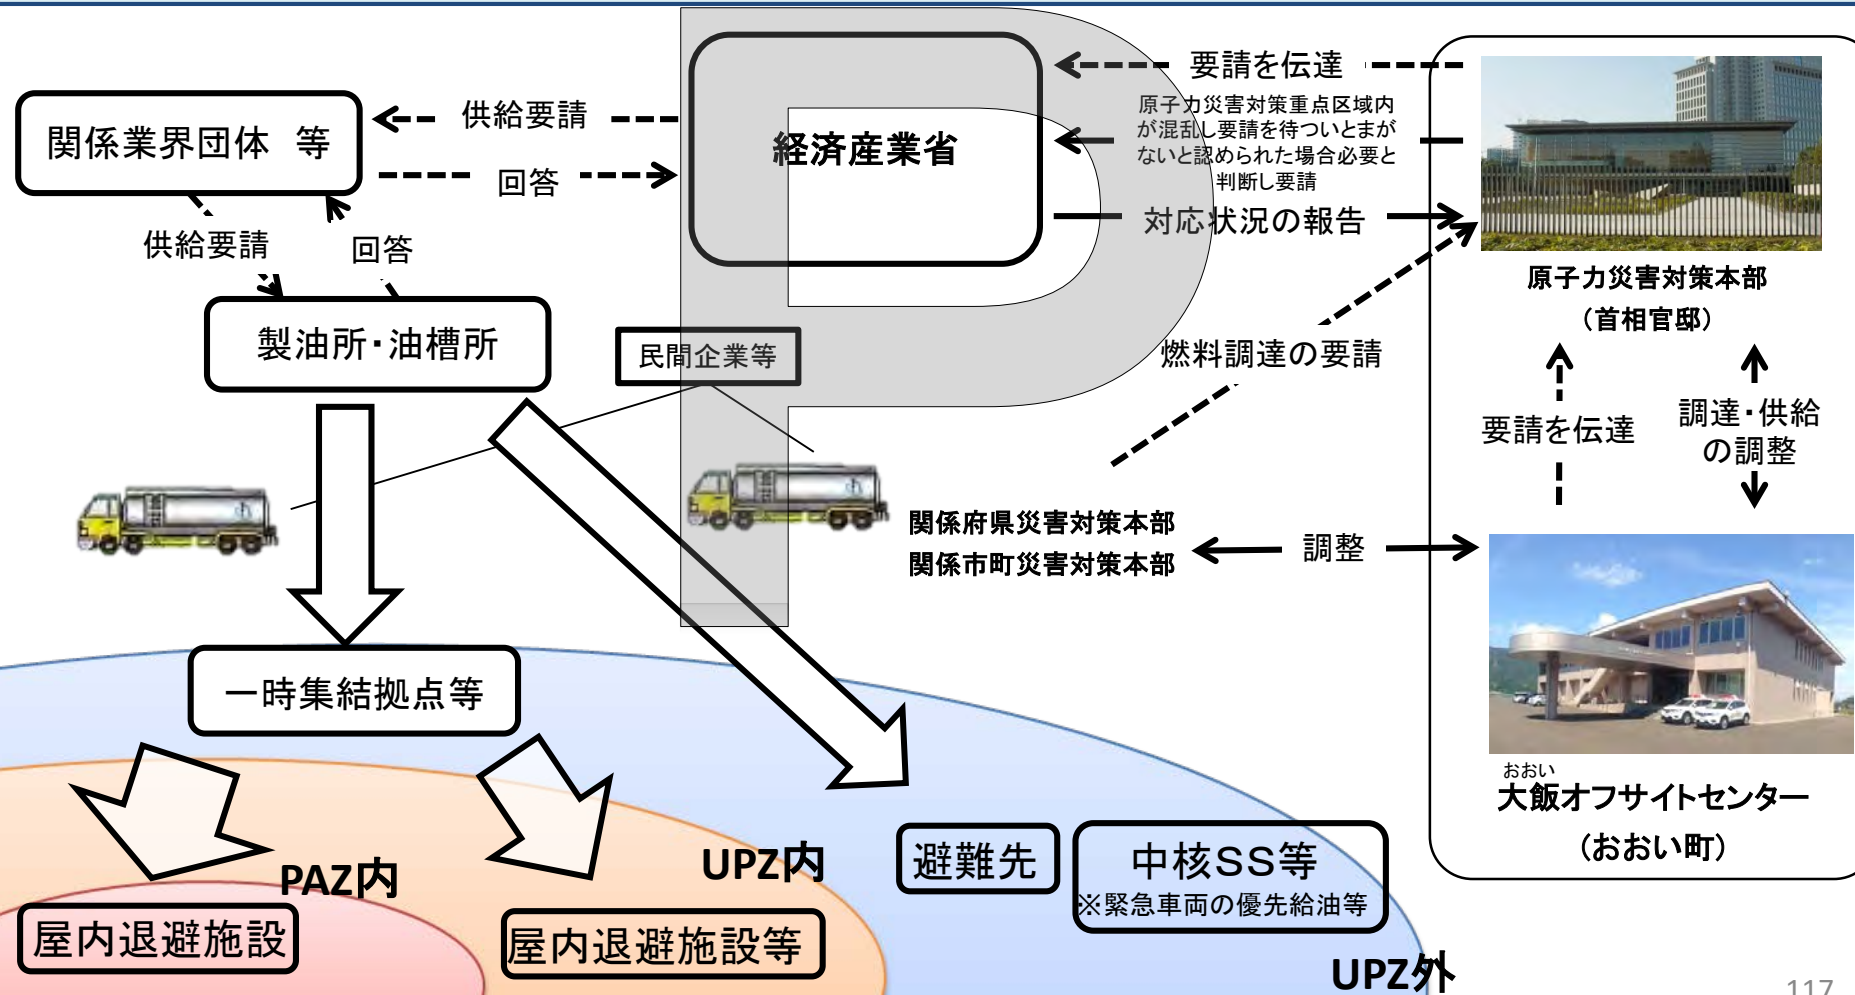 要請を伝達
原子力災害対策重点区域内
が混乱し要請を待ついとまが
ないと認められた場合必要と
判断し要請
対応状況の報告
関係業界団体　等
供給要請
回答
経済産業省
供給要請
回答
原子力災害対策本部
（首相官邸）
製油所・油槽所
民間企業等
燃料調達の要請
要請を伝達
調達・供給
の調整
関係府県災害対策本部
関係市町災害対策本部
調整
一時集結拠点等
おおい
大飯オフサイトセンター
（おおい町）
PAZ内
UPZ内
避難先
中核SS等
※緊急車両の優先給油等
屋内退避施設
屋内退避施設等
UPZ外
117
P